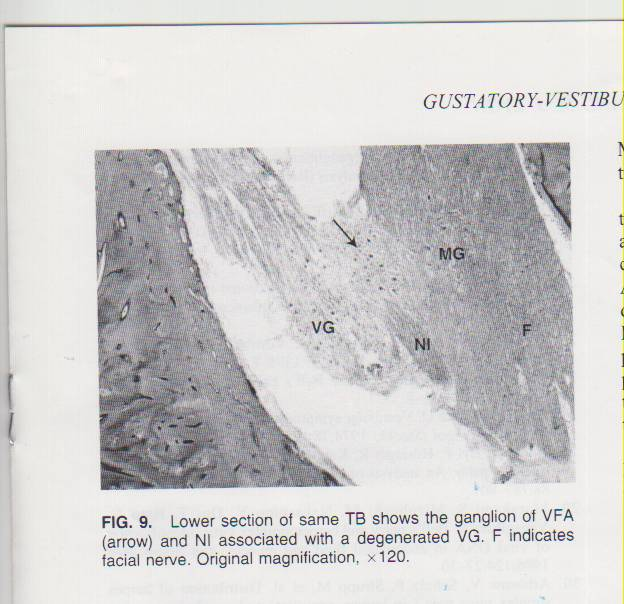 GUSTATORY-VESTIBU
MG
VG
NI
F
FIG. 9. Lower section of same TB shows the ganglion of VFA
(arrow) and NI associated with a degenerated VG. F indicates
facial nerve. Original magnification, ×120.